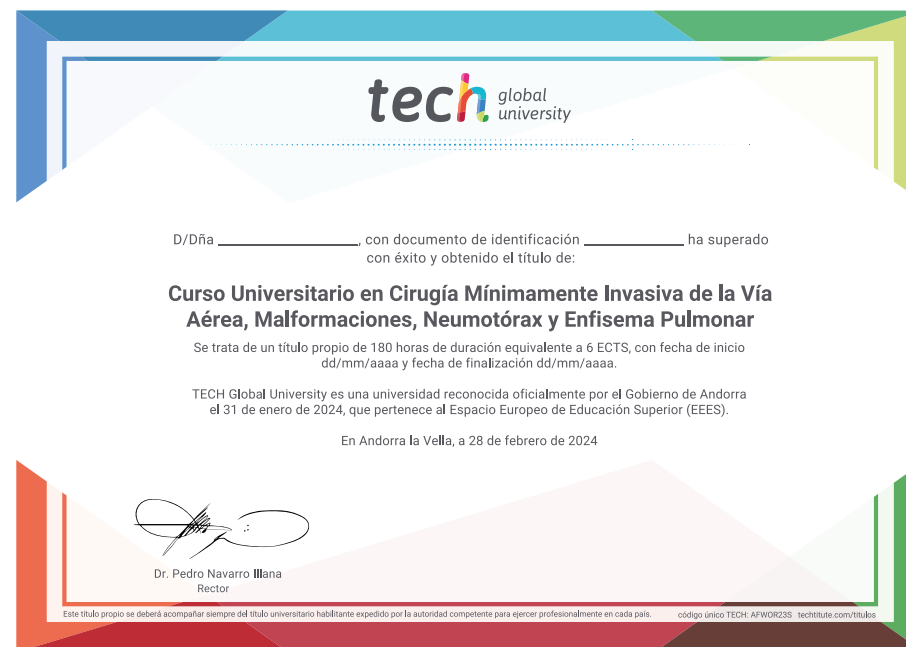 tech global university
D/Dña ____________________, con documento de identificación ______________ ha superado
con éxito y obtenido el título de:
Curso Universitario en Cirugía Mínimamente Invasiva de la Vía
Aérea, Malformaciones, Neumotórax y Enfisema Pulmonar
Se trata de un título propio de 180 horas de duración equivalente a 6 ECTS, con fecha de inicio
dd/mm/aaaa y fecha de finalización dd/mm/aaaa.
TECH Global University es una universidad reconocida oficialmente por el Gobierno de Andorra
el 31 de enero de 2024, que pertenece al Espacio Europeo de Educación Superior (EEES).
En Andorra la Vella, a 28 de febrero de 2024
Dr. Pedro Navarro Illana
Rector
Este título propio se deberá acompañar siempre del título universitario habilitante expedido por la autoridad competente para ejercer profesionalmente en cada país. código único TECH: AFWOR23S techtitute.com/titulos